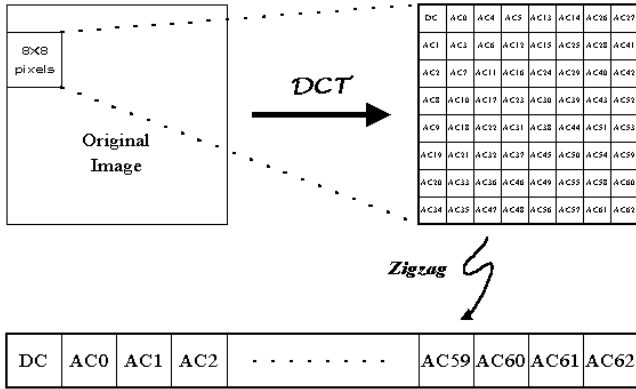 8X8
pixels
Original
Image
DCT
DC AC0 AC4 AC5 AC13 AC14 AC26 AC27
AC1 AC3 AC6 AC12 AC15 AC25 AC28 AC41
AC2 AC7 AC11 AC16 AC24 AC29 AC40 AC42
AC8 AC10 AC17 AC23 AC30 AC39 AC43 AC52
AC9 AC18 AC22 AC31 AC38 AC44 AC51 AC53
AC19 AC21 AC32 AC37 AC45 AC50 AC54 AC59
AC20 AC33 AC36 AC46 AC49 AC55 AC58 AC60
AC34 AC35 AC47 AC48 AC56 AC57 AC61 AC62
Zigzag
DC AC0 AC1 AC2 . . . . . . . . AC59 AC60 AC61 AC62